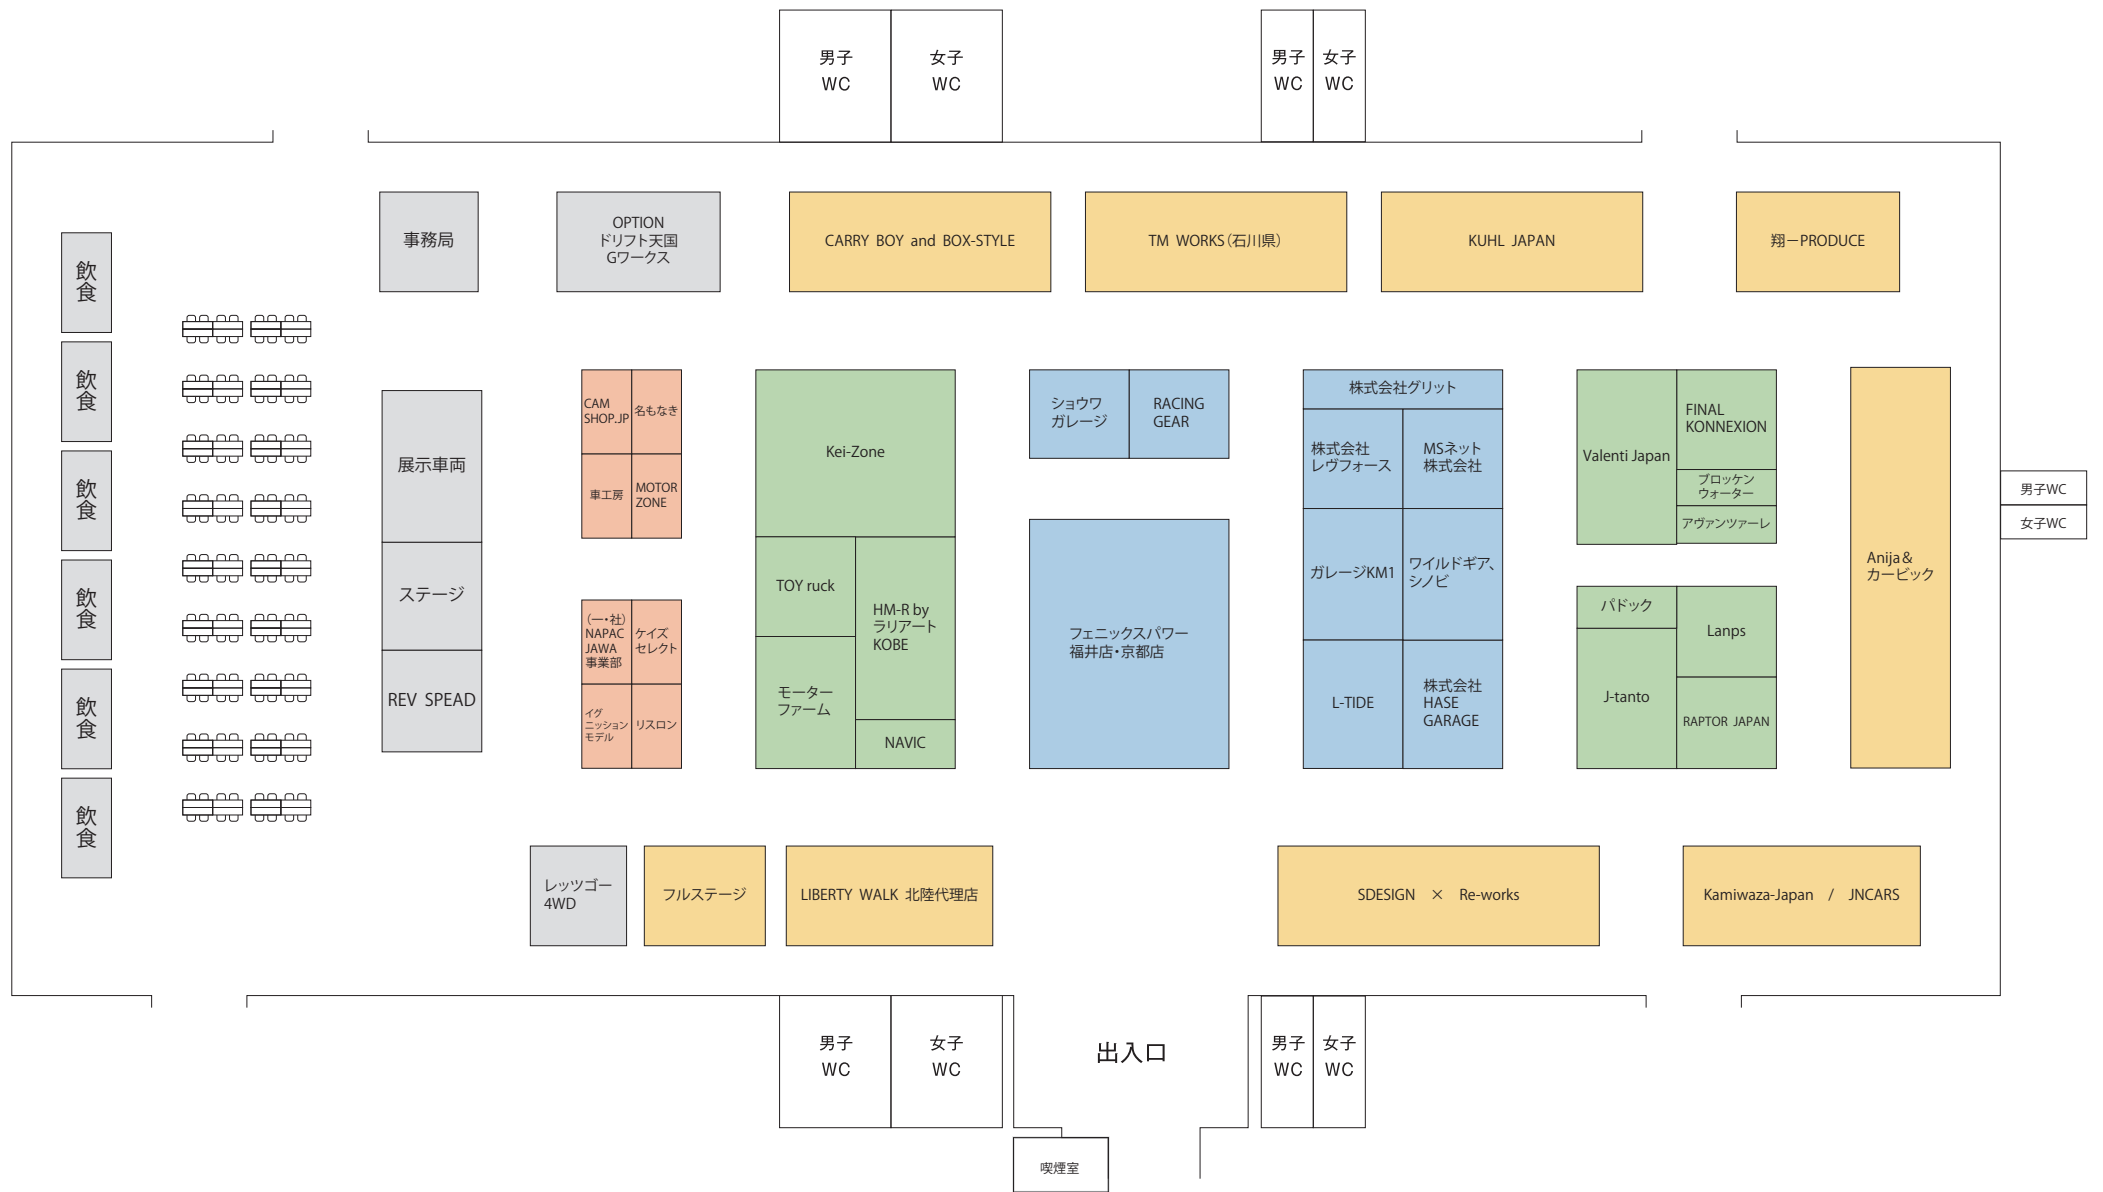 男子
WC
女子
WC
男子
WC
女子
WC
事務局
OPTION
ドリフト天国
Gワークス
CARRY BOY and BOX-STYLE
TM WORKS（石川県）
KUHL JAPAN
翔ーPRODUCE
飲食
飲食
飲食
飲食
飲食
飲食
展示車両
ステージ
REV SPEAD
CAM
SHOP.JP
名もなき
車工房
MOTOR
ZONE
（一・社）
NAPAC
JAWA
事業部
ケイズ
セレクト
イグ
ニッション
モデル
リスロン
Kei-Zone
TOY ruck
HM-R by
ラリアート
KOBE
モーター
ファーム
NAVIC
ショウワ
ガレージ
RACING
GEAR
フェニックスパワー
福井店・京都店
株式会社グリット
株式会社
レヴフォース
MSネット
株式会社
ガレージKM1
ワイルドギア、
シノビ
L-TIDE
株式会社
HASE
GARAGE
Valenti Japan
FINAL
KONNEXION
ブロッケン
ウォーター
アヴァンツァーレ
パドック
Lanps
J-tanto
RAPTOR JAPAN
Anija＆
カービック
男子WC
女子WC
レッツゴー
4WD
フルステージ
LIBERTY WALK 北陸代理店
SDESIGN × Re-works
Kamiwaza-Japan / JNCARS
男子
WC
女子
WC
出入口
男子
WC
女子
WC
喫煙室